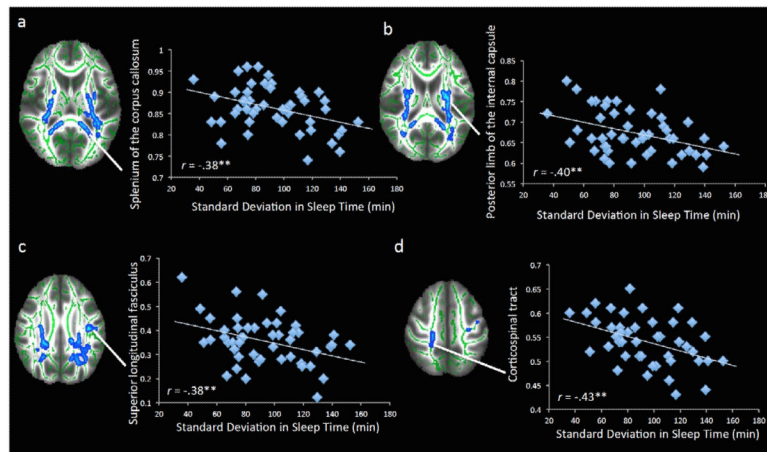 a
Splenium of the corpus callosum
1
0.95
0.9
0.85
0.8
0.75
0.7
r = -.38**
20 40 60 80 100 120 140 160 180
Standard Deviation in Sleep Time (min)
b
Posterior limb of the internal capsule
0.85
0.8
0.75
0.7
0.65
0.6
0.55
r = -.40**
20 40 60 80 100 120 140 160 180
Standard Deviation in Sleep Time (min)
c
Superior longitudinal fasciculus
0.7
0.6
0.5
0.4
0.3
0.2
0.1
r = -.38**
20 40 60 80 100 120 140 160 180
Standard Deviation in Sleep Time (min)
d
Corticospinal tract
0.7
0.65
0.6
0.55
0.5
0.45
0.4
r = -.43**
20 40 60 80 100 120 140 160 180
Standard Deviation in Sleep Time (min)